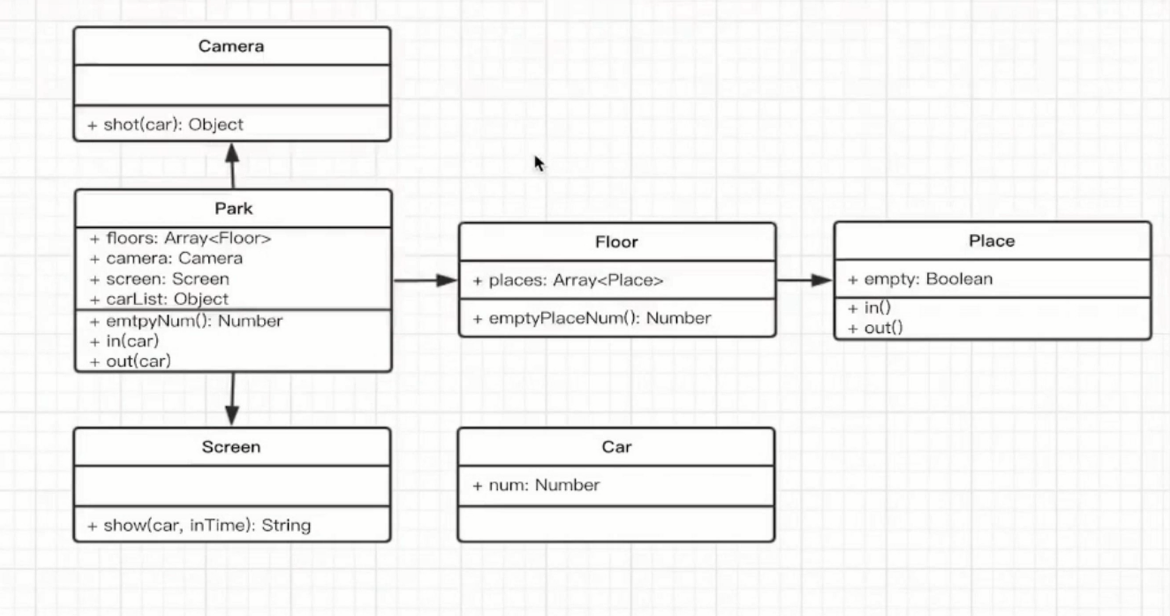 Camera
+ shot(car): Object
Park
+ floors: Array<Floor>
+ camera: Camera
+ screen: Screen
+ carList: Object
+ emtpyNum(): Number
+ in(car)
+ out(car)
Floor
+ places: Array<Place>
+ emptyPlaceNum(): Number
Place
+ empty: Boolean
+ in()
+ out()
Screen
+ show(car, inTime): String
Car
+ num: Number